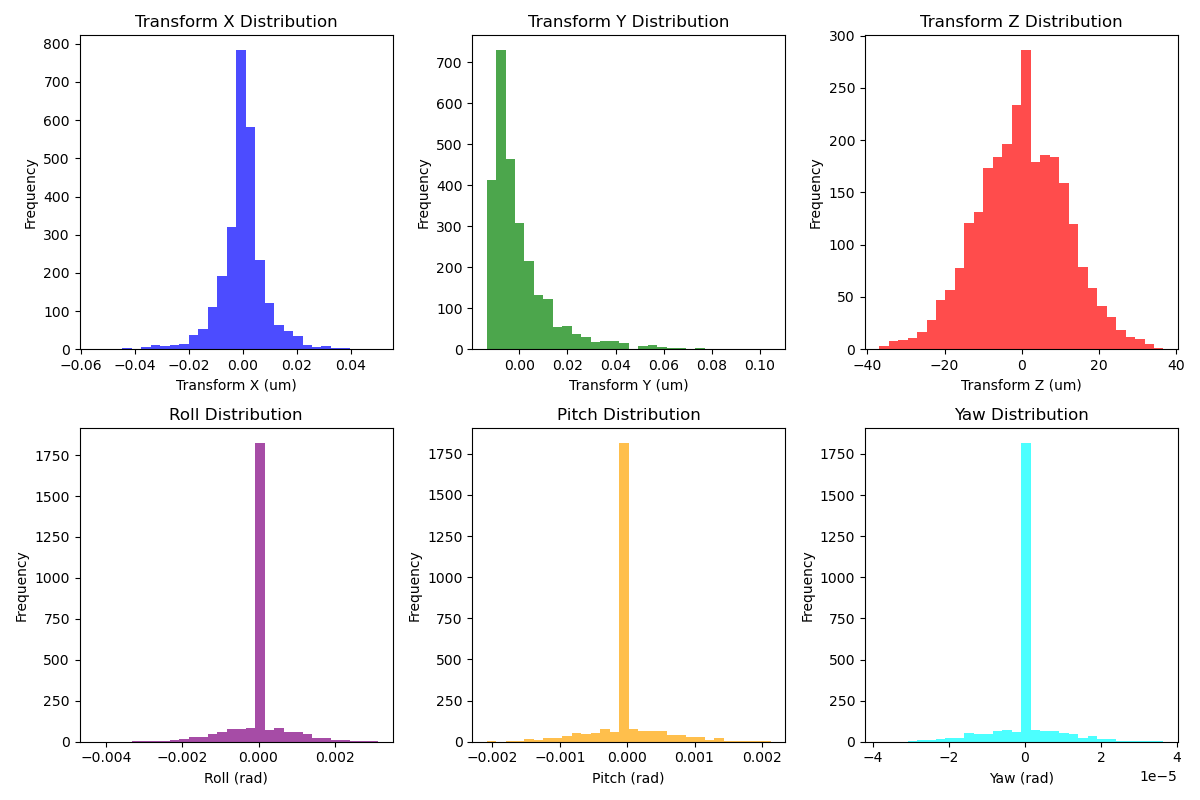 Transform X Distribution
Frequency
800
700
600
500
400
300
200
100
0
−0.06 −0.04 −0.02 0.00 0.02 0.04
Transform X (um)
Transform Y Distribution
Frequency
700
600
500
400
300
200
100
0
0.00 0.02 0.04 0.06 0.08 0.10
Transform Y (um)
Transform Z Distribution
Frequency
300
250
200
150
100
50
0
−40 −20 0 20 40
Transform Z (um)
Roll Distribution
Frequency
1750
1500
1250
1000
750
500
250
0
−0.004 −0.002 0.000 0.002
Roll (rad)
Pitch Distribution
Frequency
1750
1500
1250
1000
750
500
250
0
−0.002 −0.001 0.000 0.001 0.002
Pitch (rad)
Yaw Distribution
Frequency
1750
1500
1250
1000
750
500
250
0
−4 −2 0 2 4
1e−5
Yaw (rad)